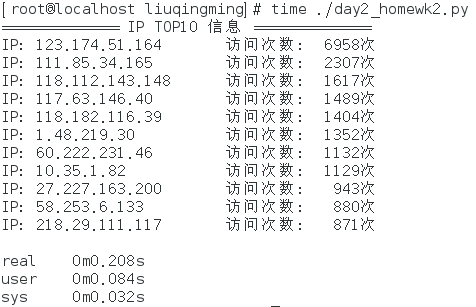 [root@localhost liuqingming]# time ./day2_homewk2.py
============== IP TOP10 信息 ==============
IP: 123.174.51.164 访问次数: 6958次
IP: 111.85.34.165 访问次数: 2307次
IP: 118.112.143.148 访问次数: 1617次
IP: 117.63.146.40 访问次数: 1489次
IP: 118.182.116.39 访问次数: 1404次
IP: 1.48.219.30 访问次数: 1352次
IP: 60.222.231.46 访问次数: 1132次
IP: 10.35.1.82 访问次数: 1129次
IP: 27.227.163.200 访问次数: 943次
IP: 58.253.6.133 访问次数: 880次
IP: 218.29.111.117 访问次数: 871次
real 0m0.208s
user 0m0.084s
sys 0m0.032s